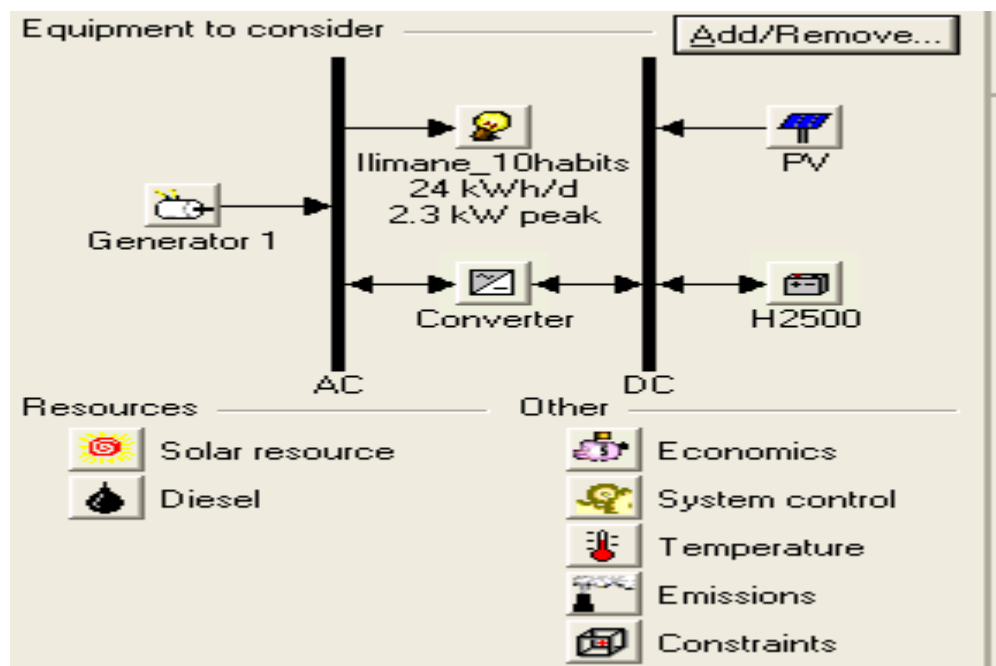 Equipment to consider
Add/Remove...
Ilimane_10habits
24 kWh/d
2.3 kW peak
PV
Generator 1
Converter
H2500
AC
DC
Resources
Other
Solar resource
Economics
Diesel
System control
Temperature
Emissions
Constraints